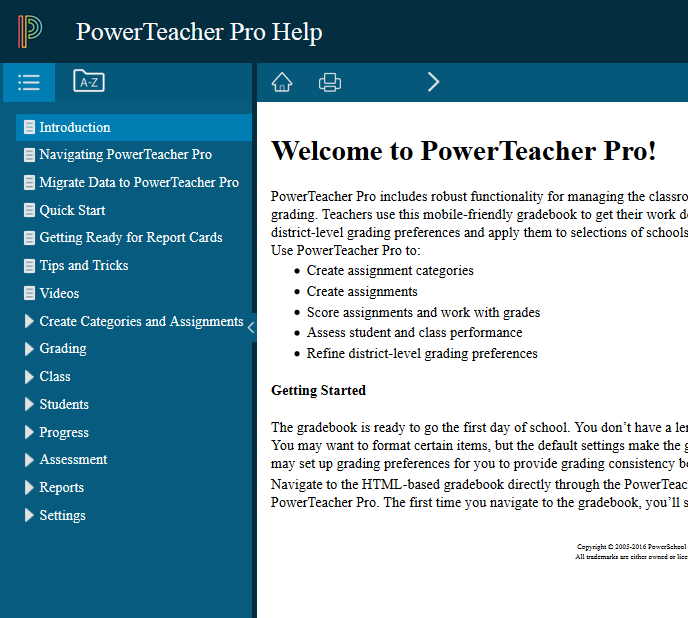 PowerTeacher Pro Help
A-Z
Introduction
Navigating PowerTeacher Pro
Migrate Data to PowerTeacher Pro
Quick Start
Getting Ready for Report Cards
Tips and Tricks
Videos
Create Categories and Assignments
Grading
Class
Students
Progress
Assessment
Reports
Settings
Welcome to PowerTeacher Pro!
PowerTeacher Pro includes robust functionality for managing the
grading. Teachers use this mobile-friendly gradebook to get their work
district-level grading preferences and apply them to selections of schools
Use PowerTeacher Pro to:
• Create assignment categories
• Create assignments
• Score assignments and work with grades
• Assess student and class performance
• Refine district-level grading preferences
Getting Started
The gradebook is ready to go the first day of school. You don’t have a
You may want to format certain items, but the default settings make the
may set up grading preferences for you to provide grading consistency
Navigate to the HTML-based gradebook directly through the
PowerTeacher Pro. The first time you navigate to the gradebook, you’ll
Copyright © 2005-2016 PowerSchool
All trademarks are either owned or